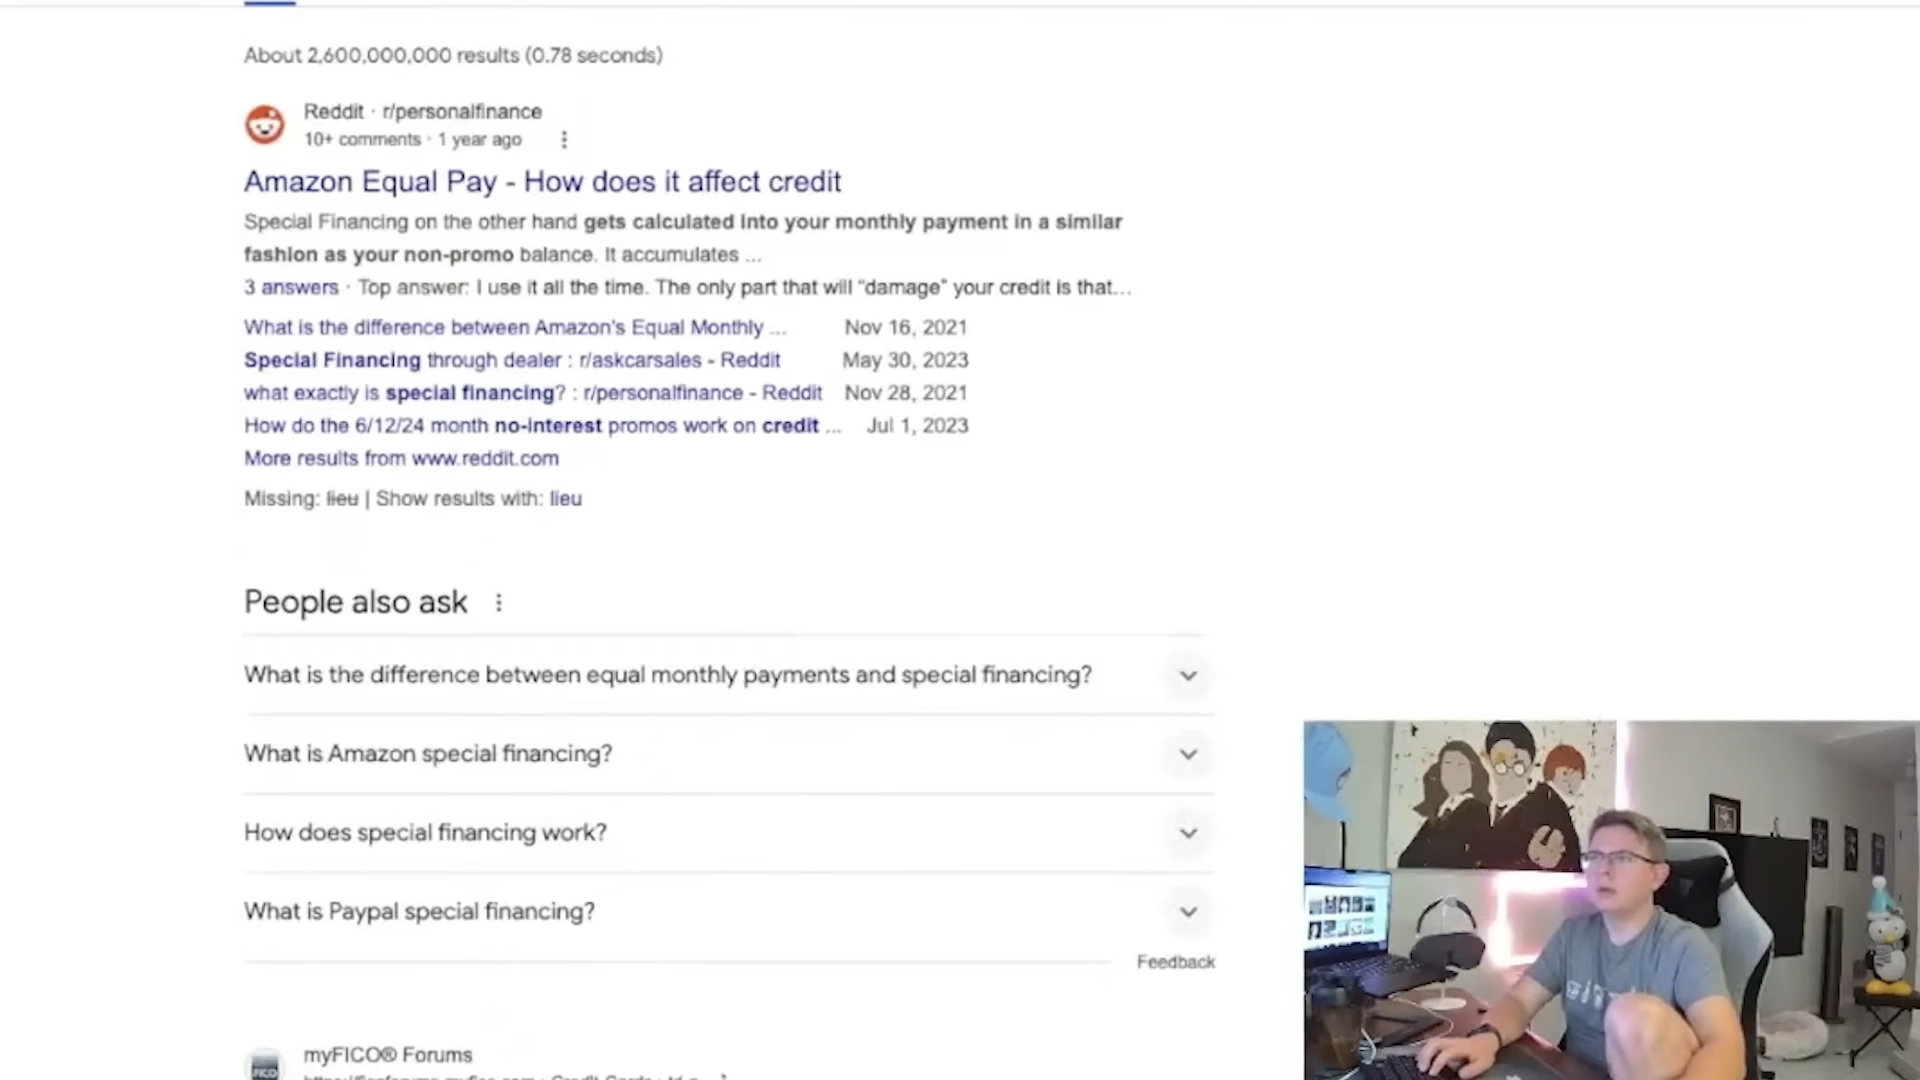 About 2,600,000,000 results (0.78 seconds)
Reddit · r/personalfinance
10+ comments · 1 year ago
Amazon Equal Pay - How does it affect credit
Special Financing on the other hand gets calculated into your monthly payment in a similar
fashion as your non-promo balance. It accumulates ...
3 answers · Top answer: I use it all the time. The only part that will "damage" your credit is that...
What is the difference between Amazon's Equal Monthly ... Nov 16, 2021
Special Financing through dealer : r/askcarsales - Reddit May 30, 2023
what exactly is special financing? : r/personalfinance - Reddit Nov 28, 2021
How do the 6/12/24 month no-interest promos work on credit ... Jul 1, 2023
More results from www.reddit.com
Missing: lieu | Show results with: lieu
People also ask
What is the difference between equal monthly payments and special financing?
What is Amazon special financing?
How does special financing work?
What is Paypal special financing?
Feedback
FICO
myFICO® Forums